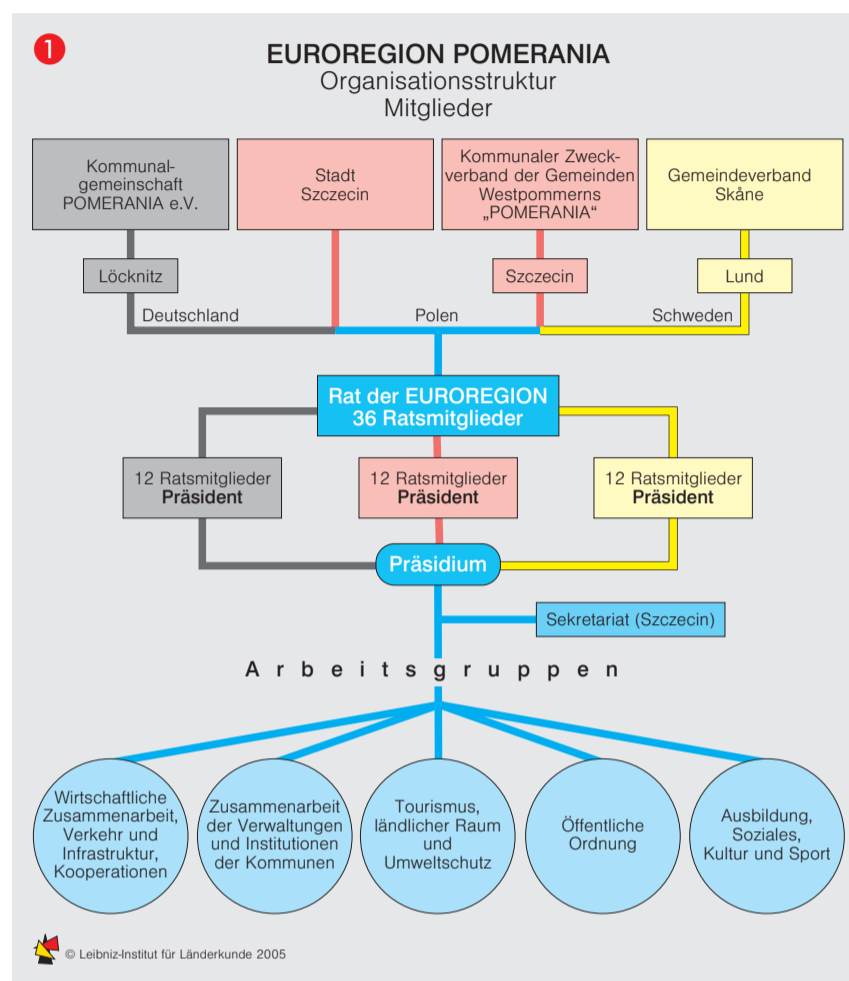 1
EUROREGION POMERANIA
Organisationsstruktur
Mitglieder
Kommunal-
gemeinschaft
POMERANIA e.V.
Stadt
Szczecin
Kommunaler Zweck-
verband der Gemeinden
Westpommerns
„POMERANIA“
Gemeindeverband
Skåne
Löcknitz
Szczecin
Lund
Deutschland
Polen
Schweden
Rat der EUROREGION
36 Ratsmitglieder
12 Ratsmitglieder
Präsident
12 Ratsmitglieder
Präsident
12 Ratsmitglieder
Präsident
Präsidium
Sekretariat (Szczecin)
Arbeitsgruppen
Wirtschaftliche
Zusammenarbeit,
Verkehr und
Infrastruktur,
Kooperationen
Zusammenarbeit
der Verwaltungen
und Institutionen
der Kommunen
Tourismus,
ländlicher Raum
und
Umweltschutz
Öffentliche
Ordnung
Ausbildung,
Soziales,
Kultur und Sport
© Leibniz-Institut für Länderkunde 2005